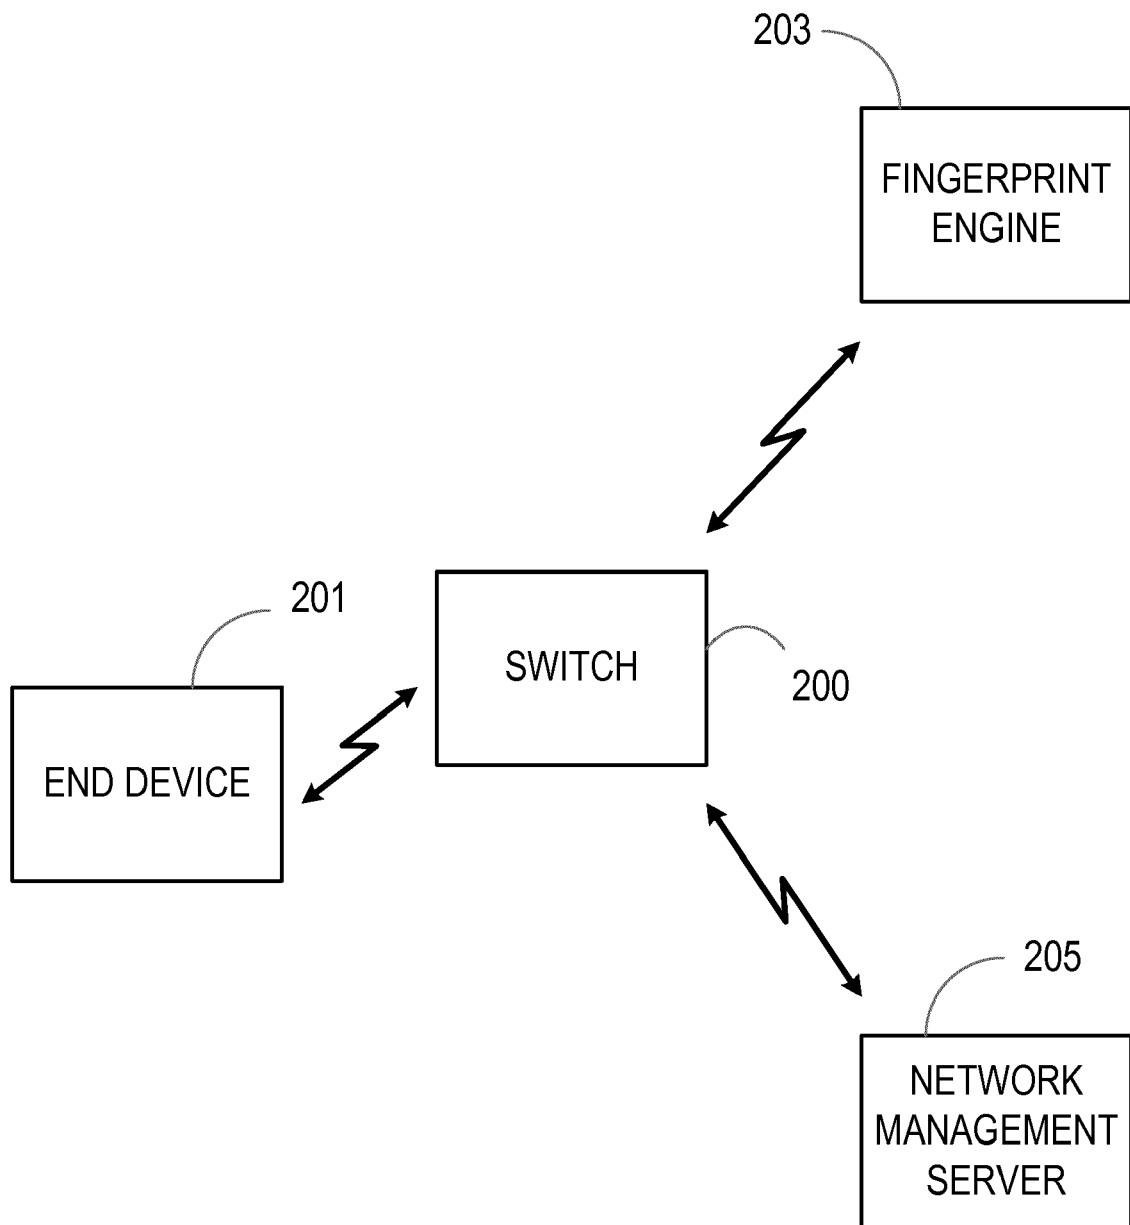 203
FINGERPRINT
ENGINE
201
SWITCH
200
END DEVICE
205
NETWORK
MANAGEMENT
SERVER